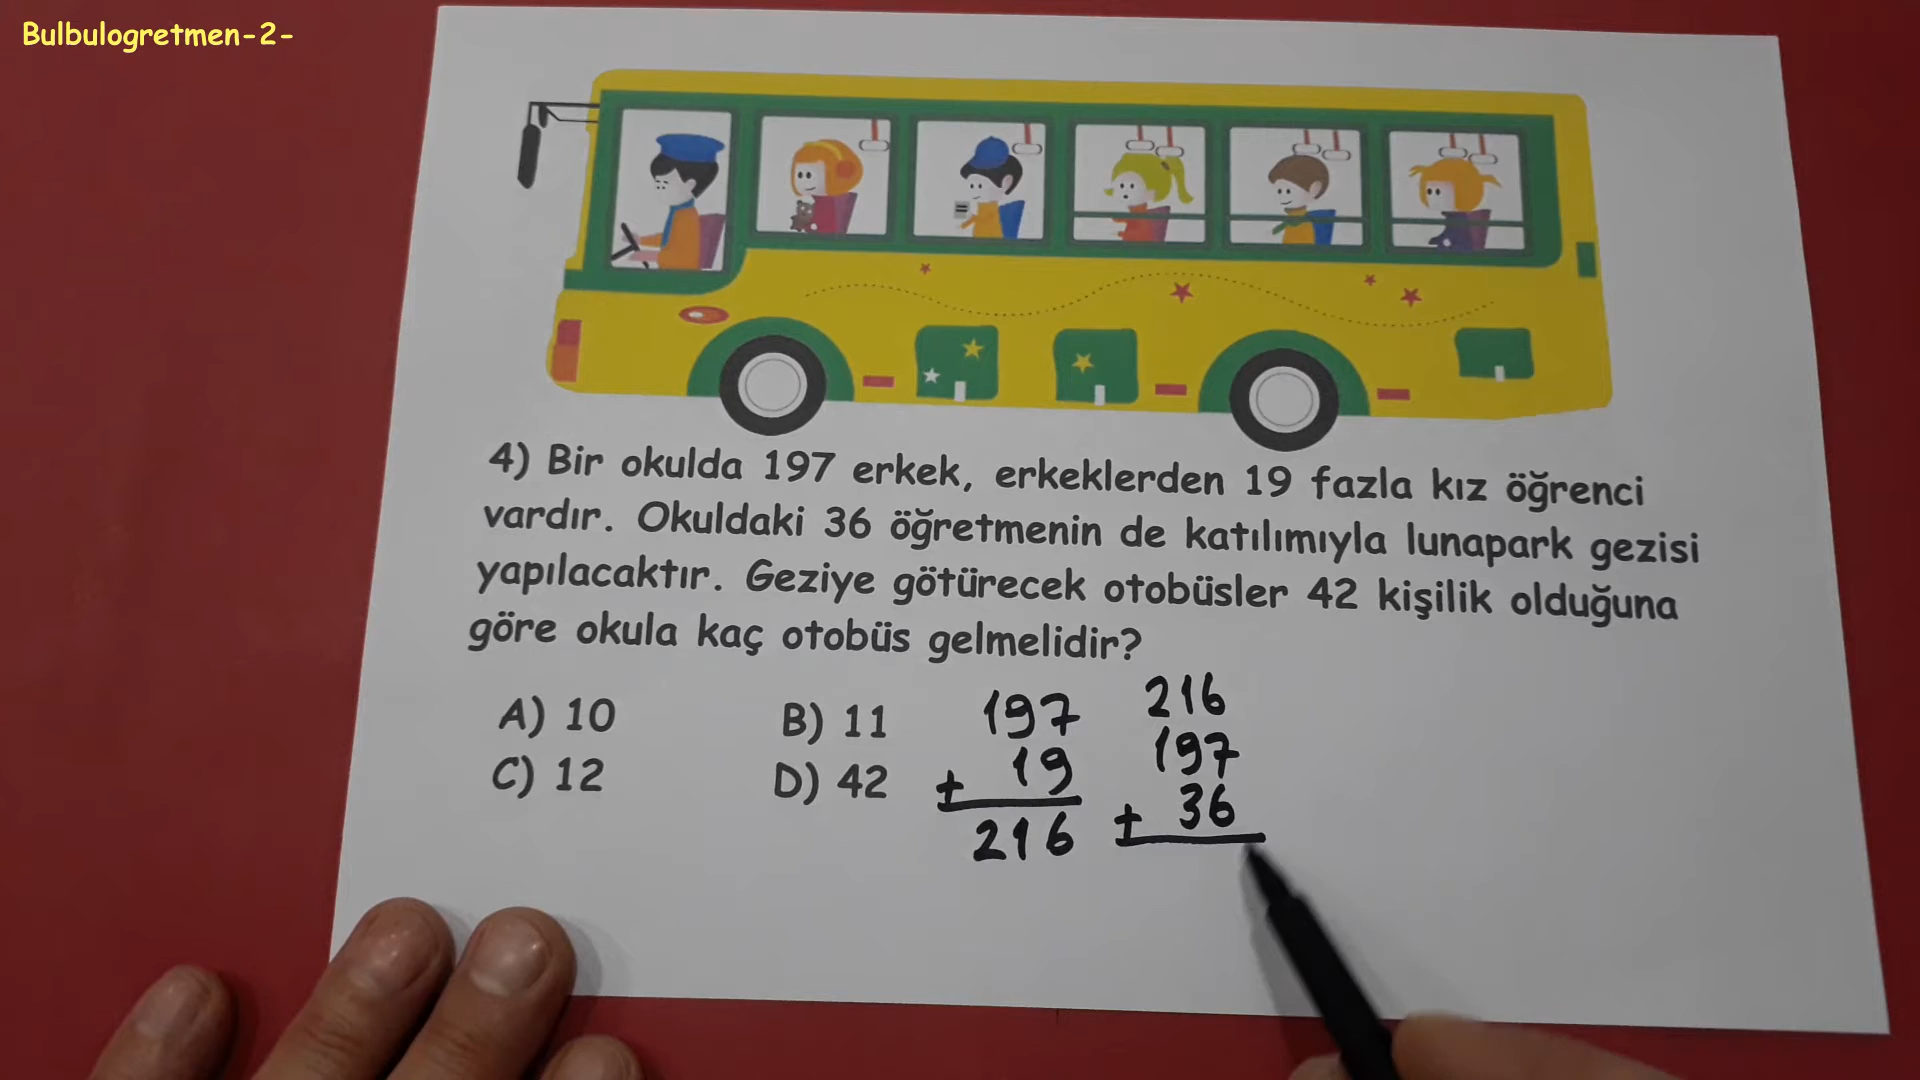 Bulbulogretmen-2-
4) Bir okulda 197 erkek, erkeklerden 19 fazla kız öğrenci
vardır. Okuldaki 36 öğretmenin de katılımıyla lunapark gezisi
yapılacaktır. Geziye götürecek otobüsler 42 kişilik olduğuna
göre okula kaç otobüs gelmelidir?
A) 10
B) 11
C) 12
D) 42
197
+ 19
216
216
197
+ 36